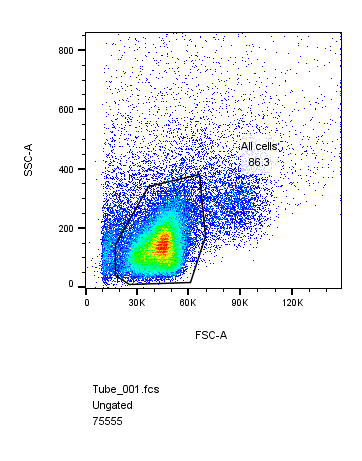 800
600
400
200
0
SSC-A
All cells
86.3
0 30K 60K 90K 120K
FSC-A
Tube_001.fcs
Ungated
75555